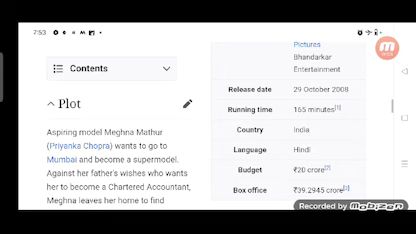 7:53
Contents
Plot
Aspiring model Meghna Mathur
(Priyanka Chopra) wants to go to
Mumbai and become a supermodel.
Against her father's wishes who wants
her to become a Chartered Accountant,
Meghna leaves her home to find
Pictures
Bhandarkar
Entertainment
Release date 29 October 2008
Running time 165 minutes[1]
Country India
Language Hindi
Budget ₹20 crore[2]
Box office ₹39.2945 crore[2]
Recorded by Mobizen